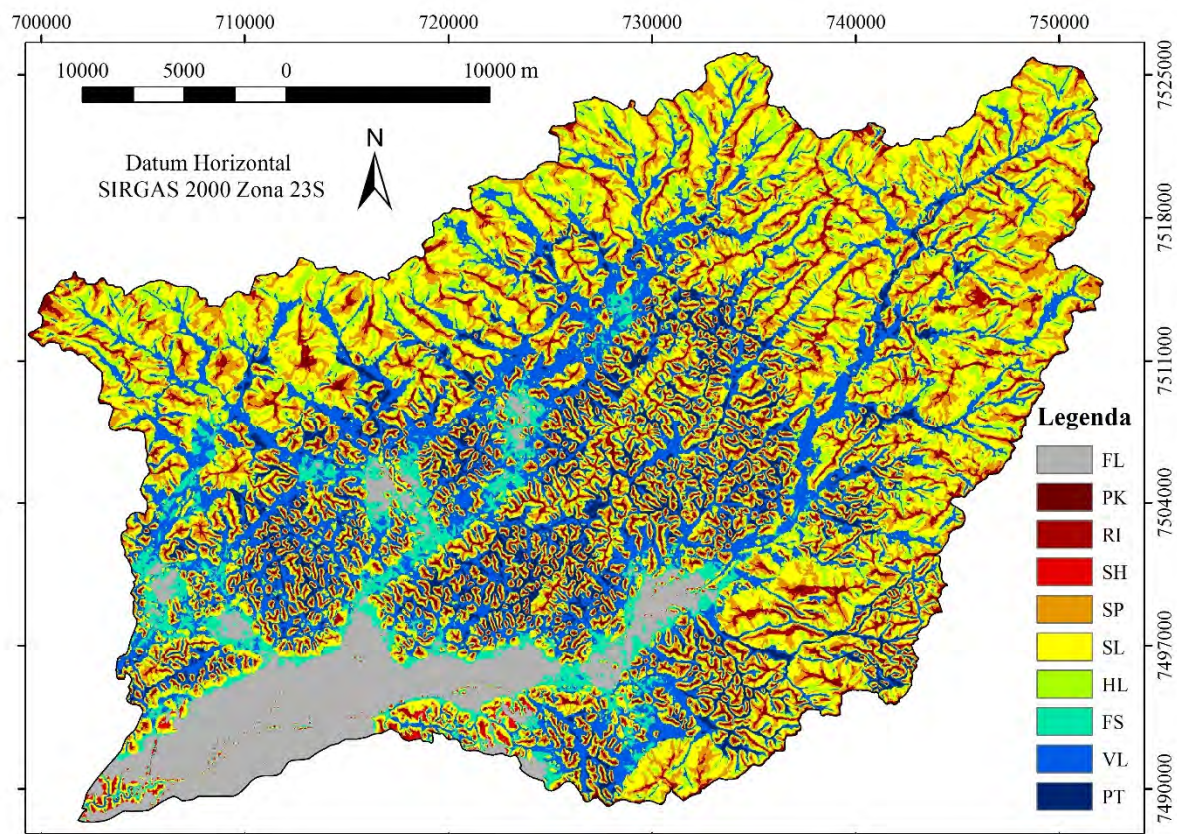 7000000 710000 720000 730000 740000 750000
10000 5000 0 10000 m
N
Datum Horizontal
SIRGAS 2000 Zona 23S
7525000
7518000
7511000
7504000
7497000
7490000
Legenda
FL
PK
RI
SH
SP
SL
HL
FS
VL
PT